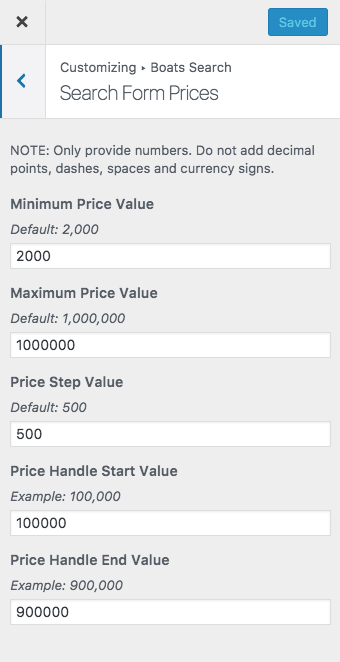 Saved
Customizing ▸ Boats Search
Search Form Prices
NOTE: Only provide numbers. Do not add decimal
points, dashes, spaces and currency signs.
Minimum Price Value
Default: 2,000
2000
Maximum Price Value
Default: 1,000,000
1000000
Price Step Value
Default: 500
500
Price Handle Start Value
Example: 100,000
100000
Price Handle End Value
Example: 900,000
900000